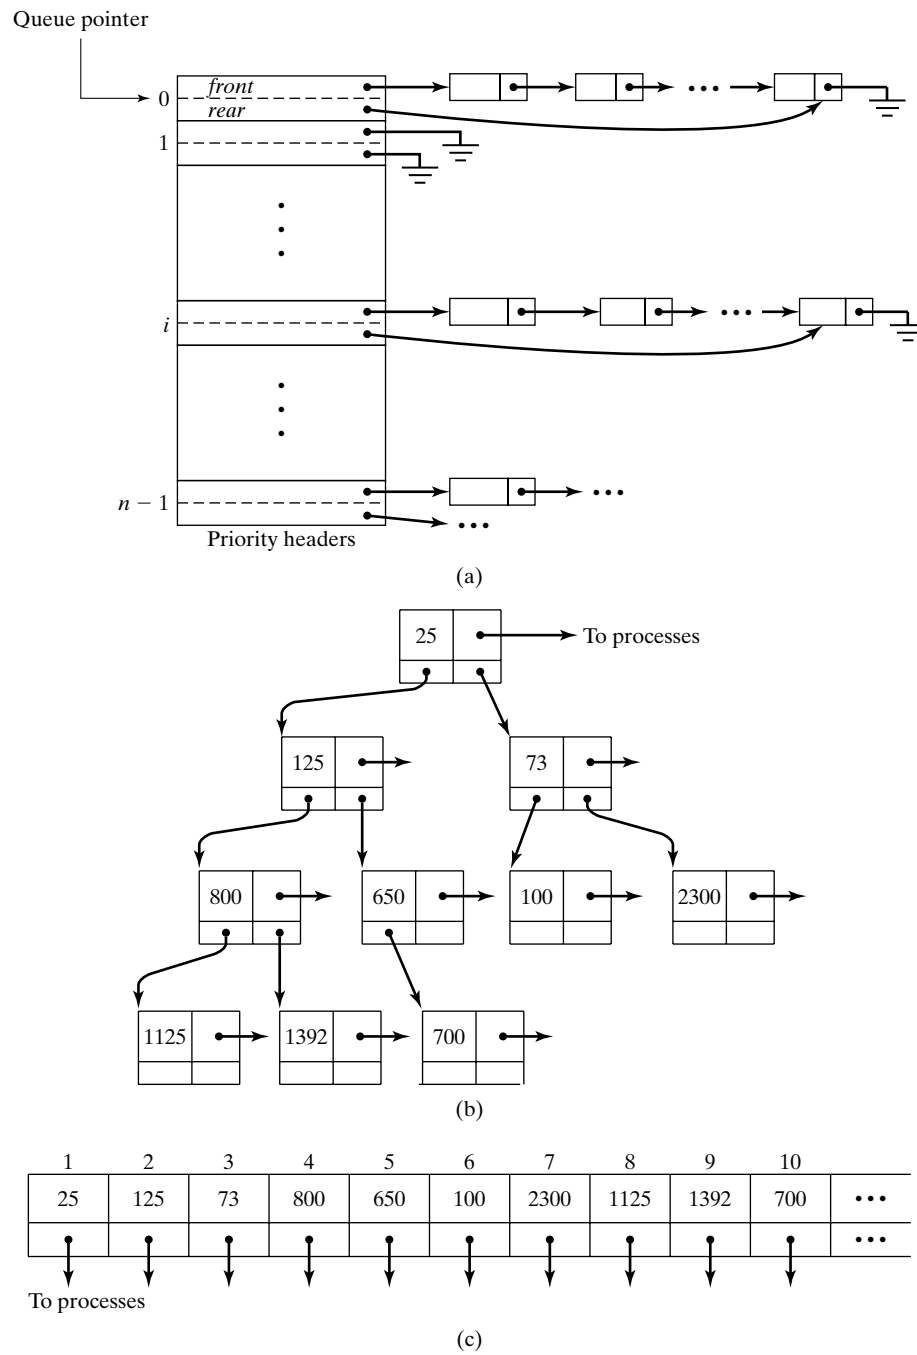 Queue pointer
0
front
rear
1
i
n − 1
Priority headers
(a)
25
To processes
125
73
800
650
100
2300
1125
1392
700
(b)
1 2 3 4 5 6 7 8 9 10
25 125 73 800 650 100 2300 1125 1392 700
To processes
(c)